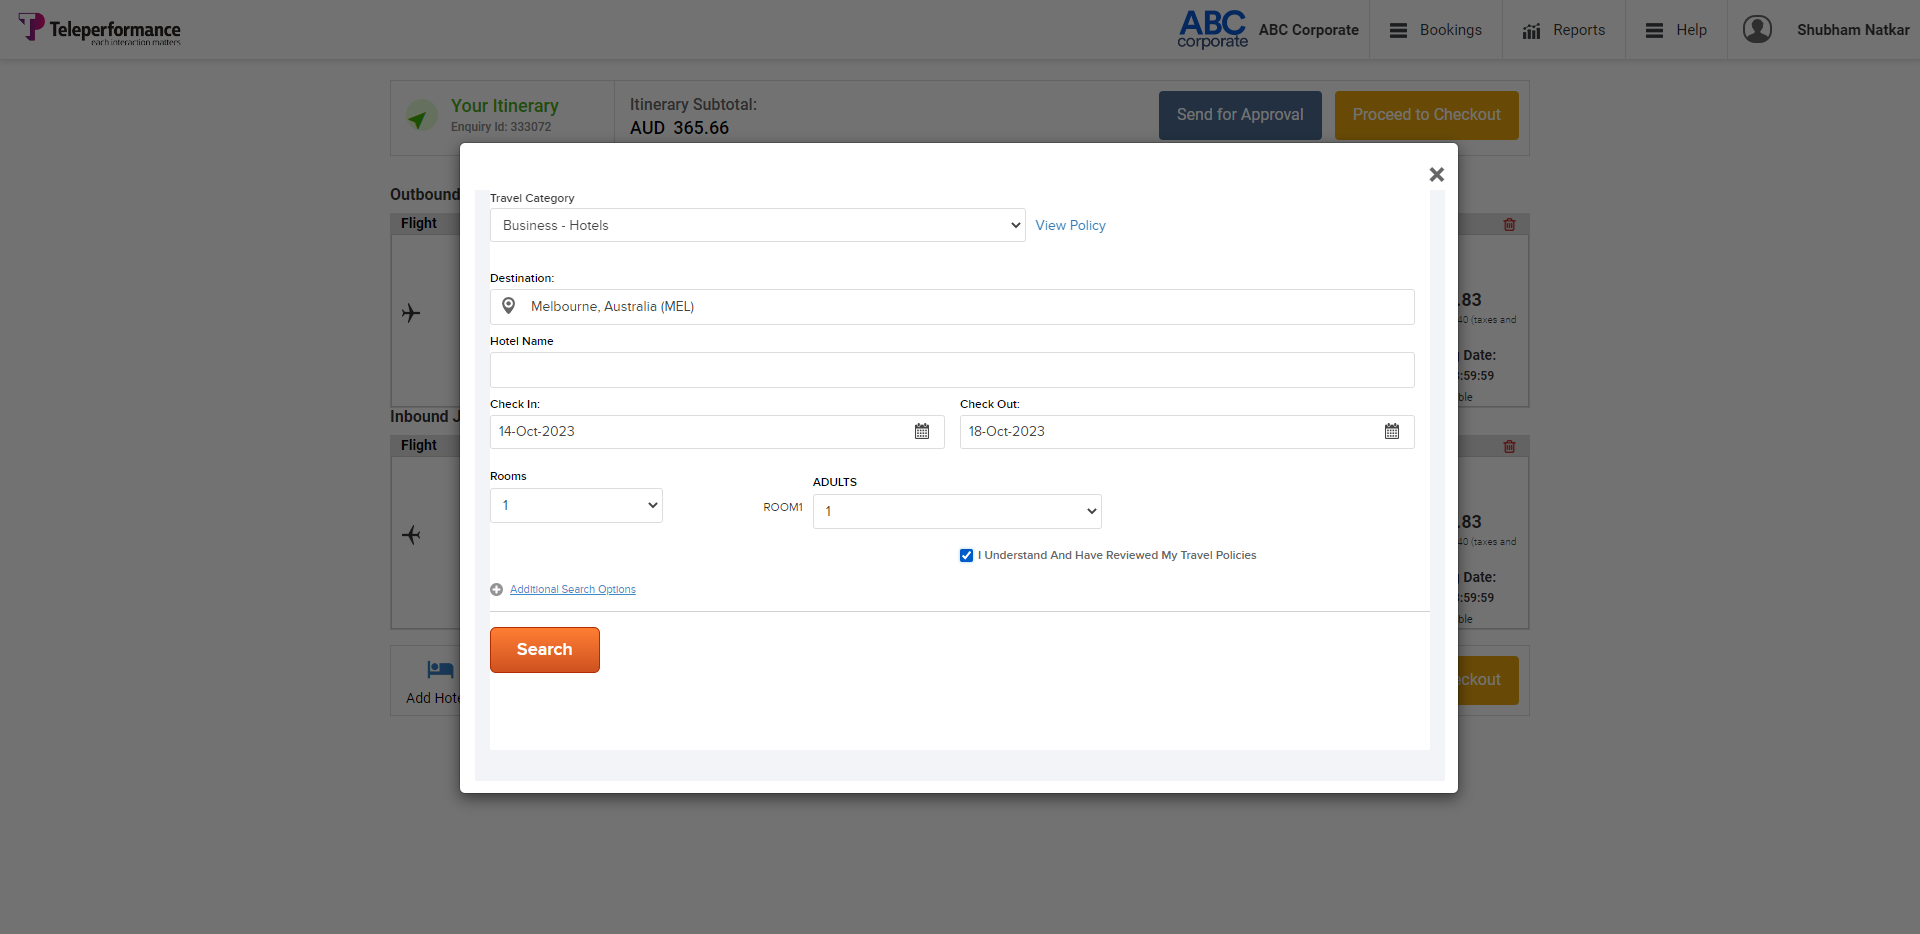 Teleperformance
each interaction matters
ABC
corporate
ABC Corporate
Bookings
Reports
Help
Shubham Natkar
Your Itinerary
Enquiry Id: 333072
Itinerary Subtotal:
AUD 365.66
Send for Approval
Proceed to Checkout
Outbound
Flight
Travel Category
Business - Hotels
View Policy
Destination:
Melbourne, Australia (MEL)
Hotel Name
Check In:
Check Out:
14-Oct-2023
18-Oct-2023
Rooms
1
ADULTS
ROOM1
1
I Understand And Have Reviewed My Travel Policies
Additional Search Options
Search
.83
40 (taxes and
Date:
:59:59
ble
Inbound J
Flight
.83
40 (taxes and
Date:
:59:59
ble
Add Hote
eckout